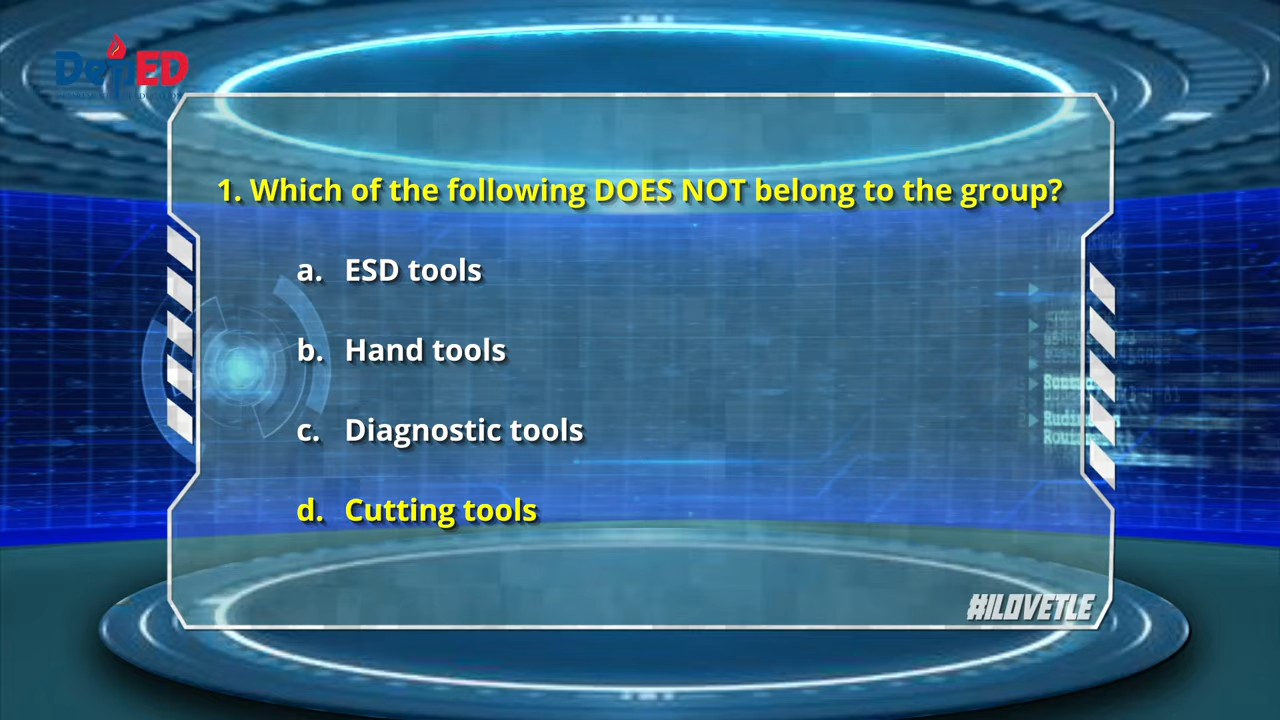 DepED
1. Which of the following DOES NOT belong to the group?
a. ESD tools
b. Hand tools
c. Diagnostic tools
d. Cutting tools
#ILOVETLE